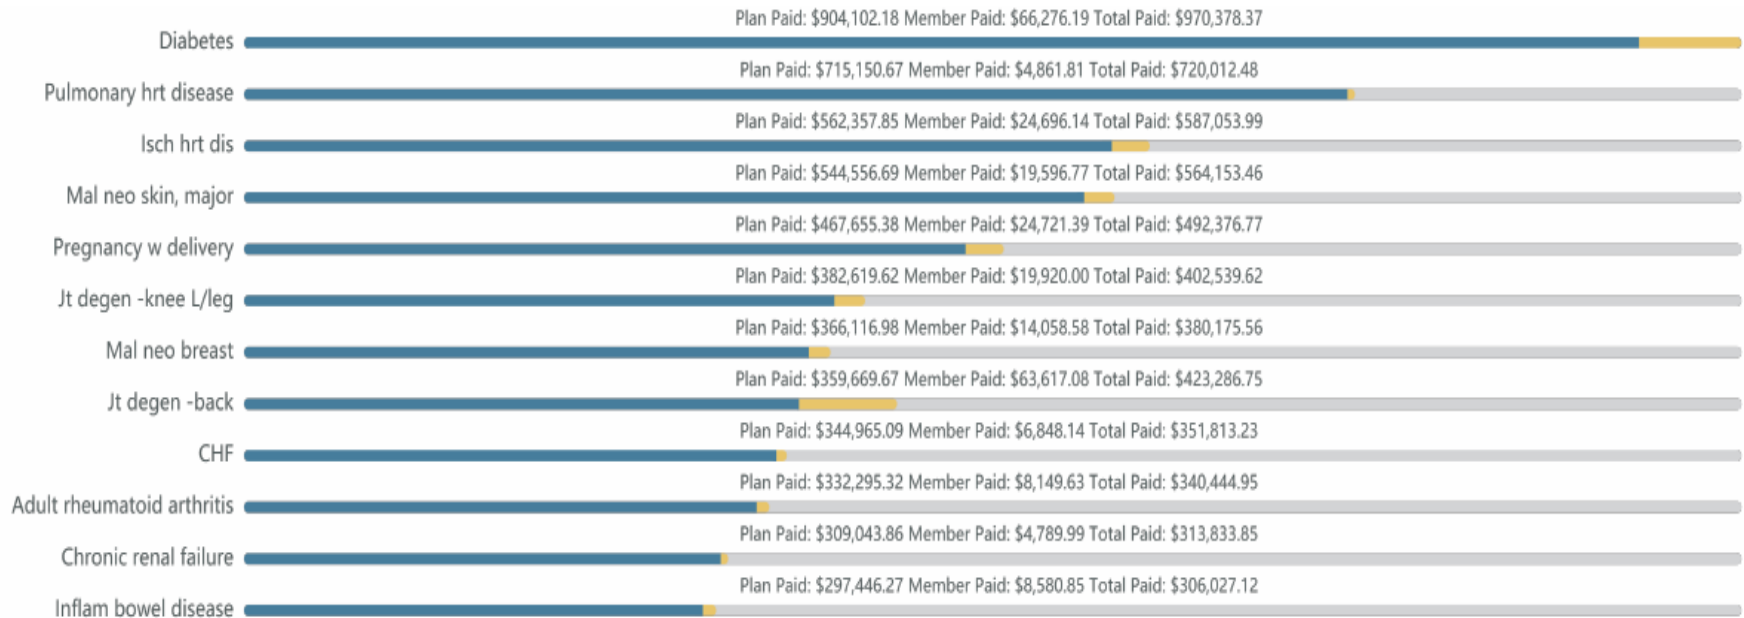 Plan Paid: $904,102.18 Member Paid: $66,276.19 Total Paid: $970,378.37
Diabetes
Plan Paid: $715,150.67 Member Paid: $4,861.81 Total Paid: $720,012.48
Pulmonary hrt disease
Plan Paid: $562,357.85 Member Paid: $24,696.14 Total Paid: $587,053.99
Isch hrt dis
Plan Paid: $544,556.69 Member Paid: $19,596.77 Total Paid: $564,153.46
Mal neo skin, major
Plan Paid: $467,655.38 Member Paid: $24,721.39 Total Paid: $492,376.77
Pregnancy w delivery
Plan Paid: $382,619.62 Member Paid: $19,920.00 Total Paid: $402,539.62
Jt degen -knee L/leg
Plan Paid: $366,116.98 Member Paid: $14,058.58 Total Paid: $380,175.56
Mal neo breast
Plan Paid: $359,669.67 Member Paid: $63,617.08 Total Paid: $423,286.75
Jt degen -back
Plan Paid: $344,965.09 Member Paid: $6,848.14 Total Paid: $351,813.23
CHF
Plan Paid: $332,295.32 Member Paid: $8,149.63 Total Paid: $340,444.95
Adult rheumatoid arthritis
Plan Paid: $309,043.86 Member Paid: $4,789.99 Total Paid: $313,833.85
Chronic renal failure
Plan Paid: $297,446.27 Member Paid: $8,580.85 Total Paid: $306,027.12
Inflam bowel disease